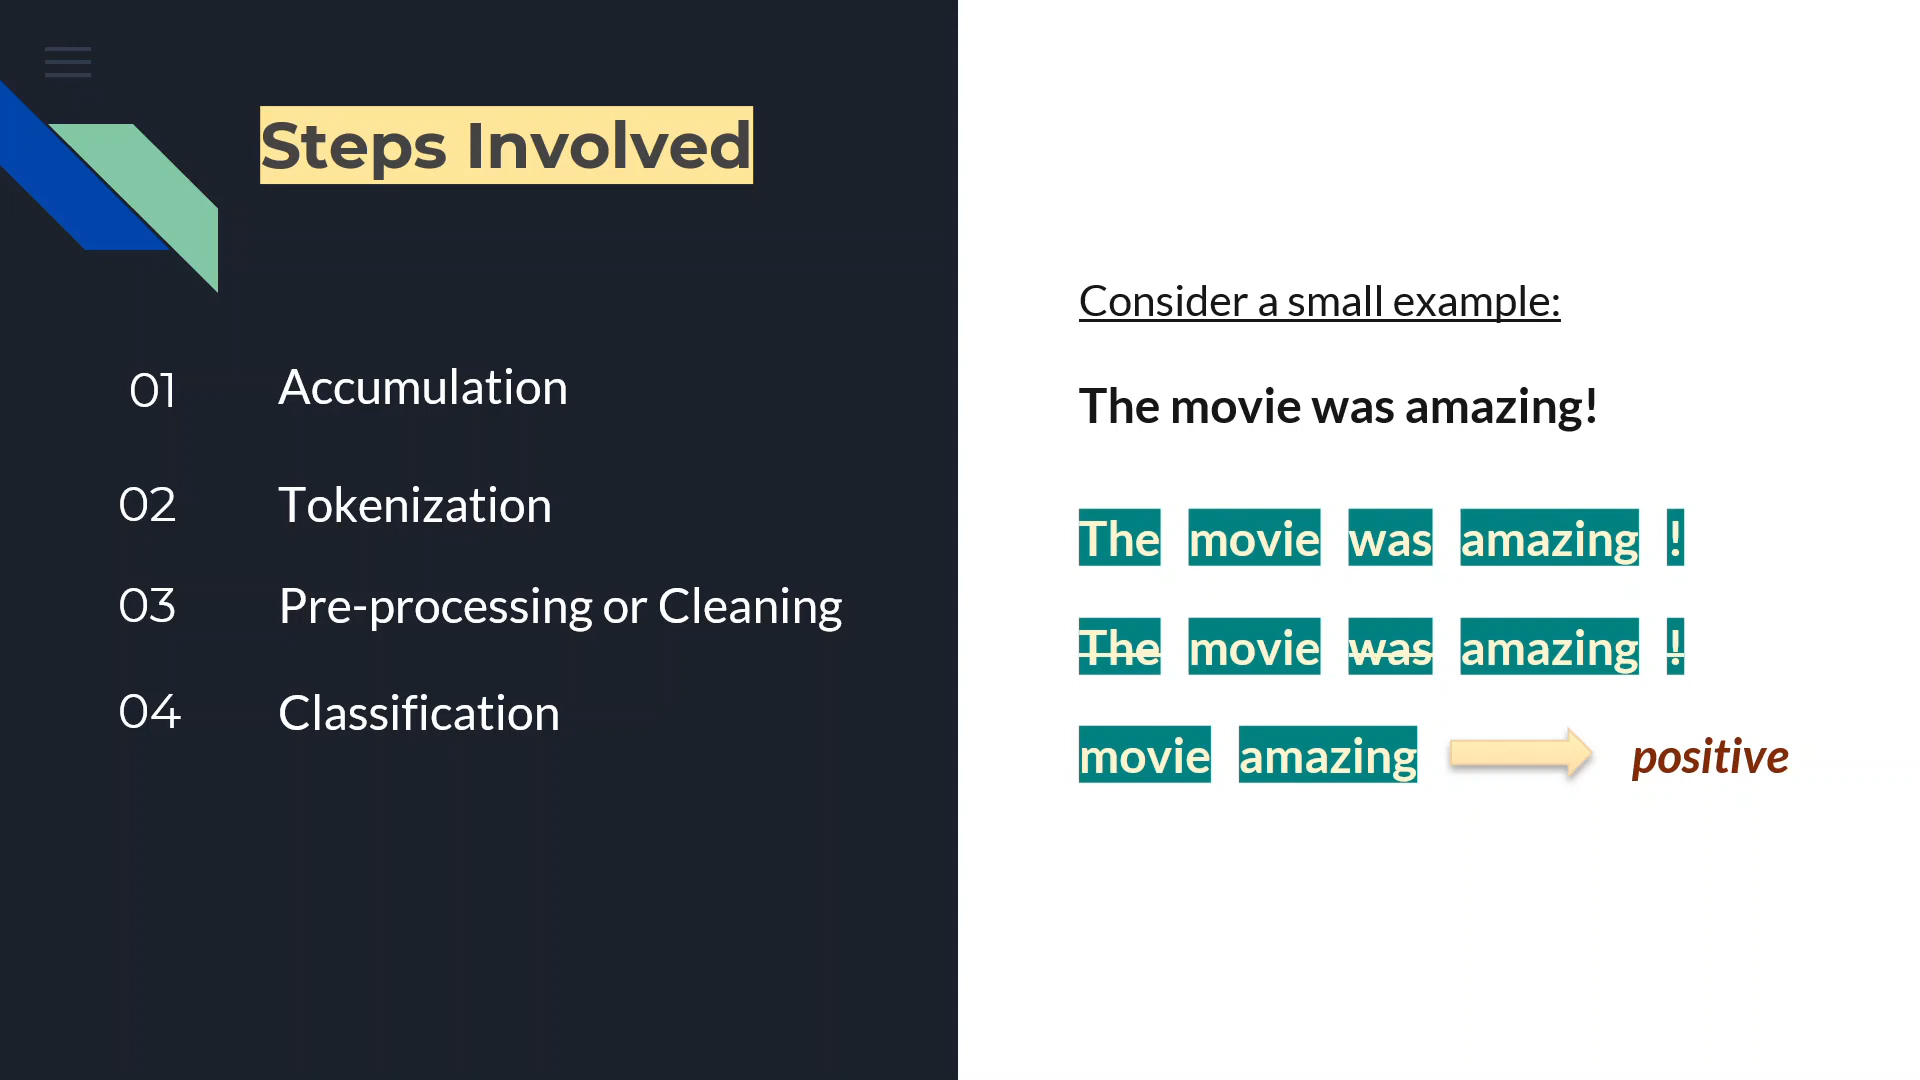 Steps Involved
01 Accumulation
02 Tokenization
03 Pre-processing or Cleaning
04 Classification
Consider a small example:
The movie was amazing!
The movie was amazing !
The movie was amazing !
movie amazing positive